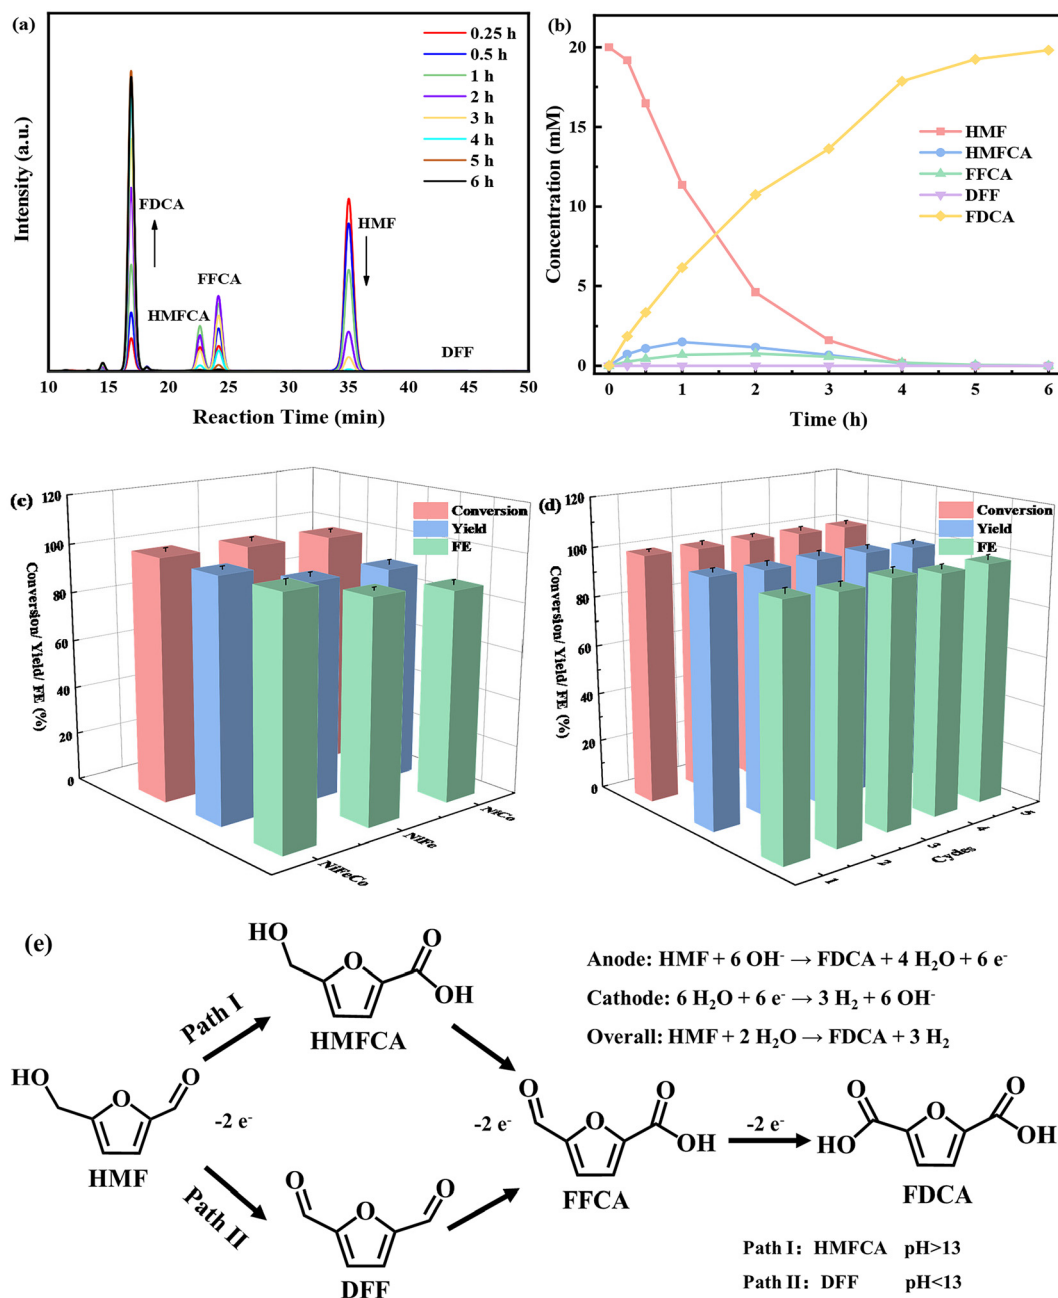 (a)
0.25 h
0.5 h
1 h
2 h
3 h
4 h
5 h
6 h
FDCA
HMF
FFCA
HMFCA
DFF
Intensity (a.u.)
10 15 20 25 30 35 40 45 50
Reaction Time (min)
(b)
20
15
10
5
0
HMF
HMFCA
FFCA
DFF
FDCA
Concentration (mM)
0 1 2 3 4 5 6
Time (h)
(c)
120
100
80
60
40
20
0
Conversion
Yield
FE
Conversion/ Yield/ FE (%)
NiFeCo
NiFe
NiCo
(d)
120
100
80
60
40
20
0
Conversion
Yield
FE
Conversion/ Yield/ FE (%)
1 2 3 4 5
Cycles
(e)
HO
O
O
OH
HMFCA
Path I
Anode: HMF + 6 OH⁻ → FDCA + 4 H₂O + 6 e⁻
Cathode: 6 H₂O + 6 e⁻ → 3 H₂ + 6 OH⁻
Overall: HMF + 2 H₂O → FDCA + 3 H₂
HO
O
O
HMF
-2 e⁻
-2 e⁻
O
O
O
OH
FFCA
-2 e⁻
O
O
O
HO
OH
FDCA
Path II
O
O
O
DFF
Path I： HMFCA pH>13
Path II： DFF pH<13